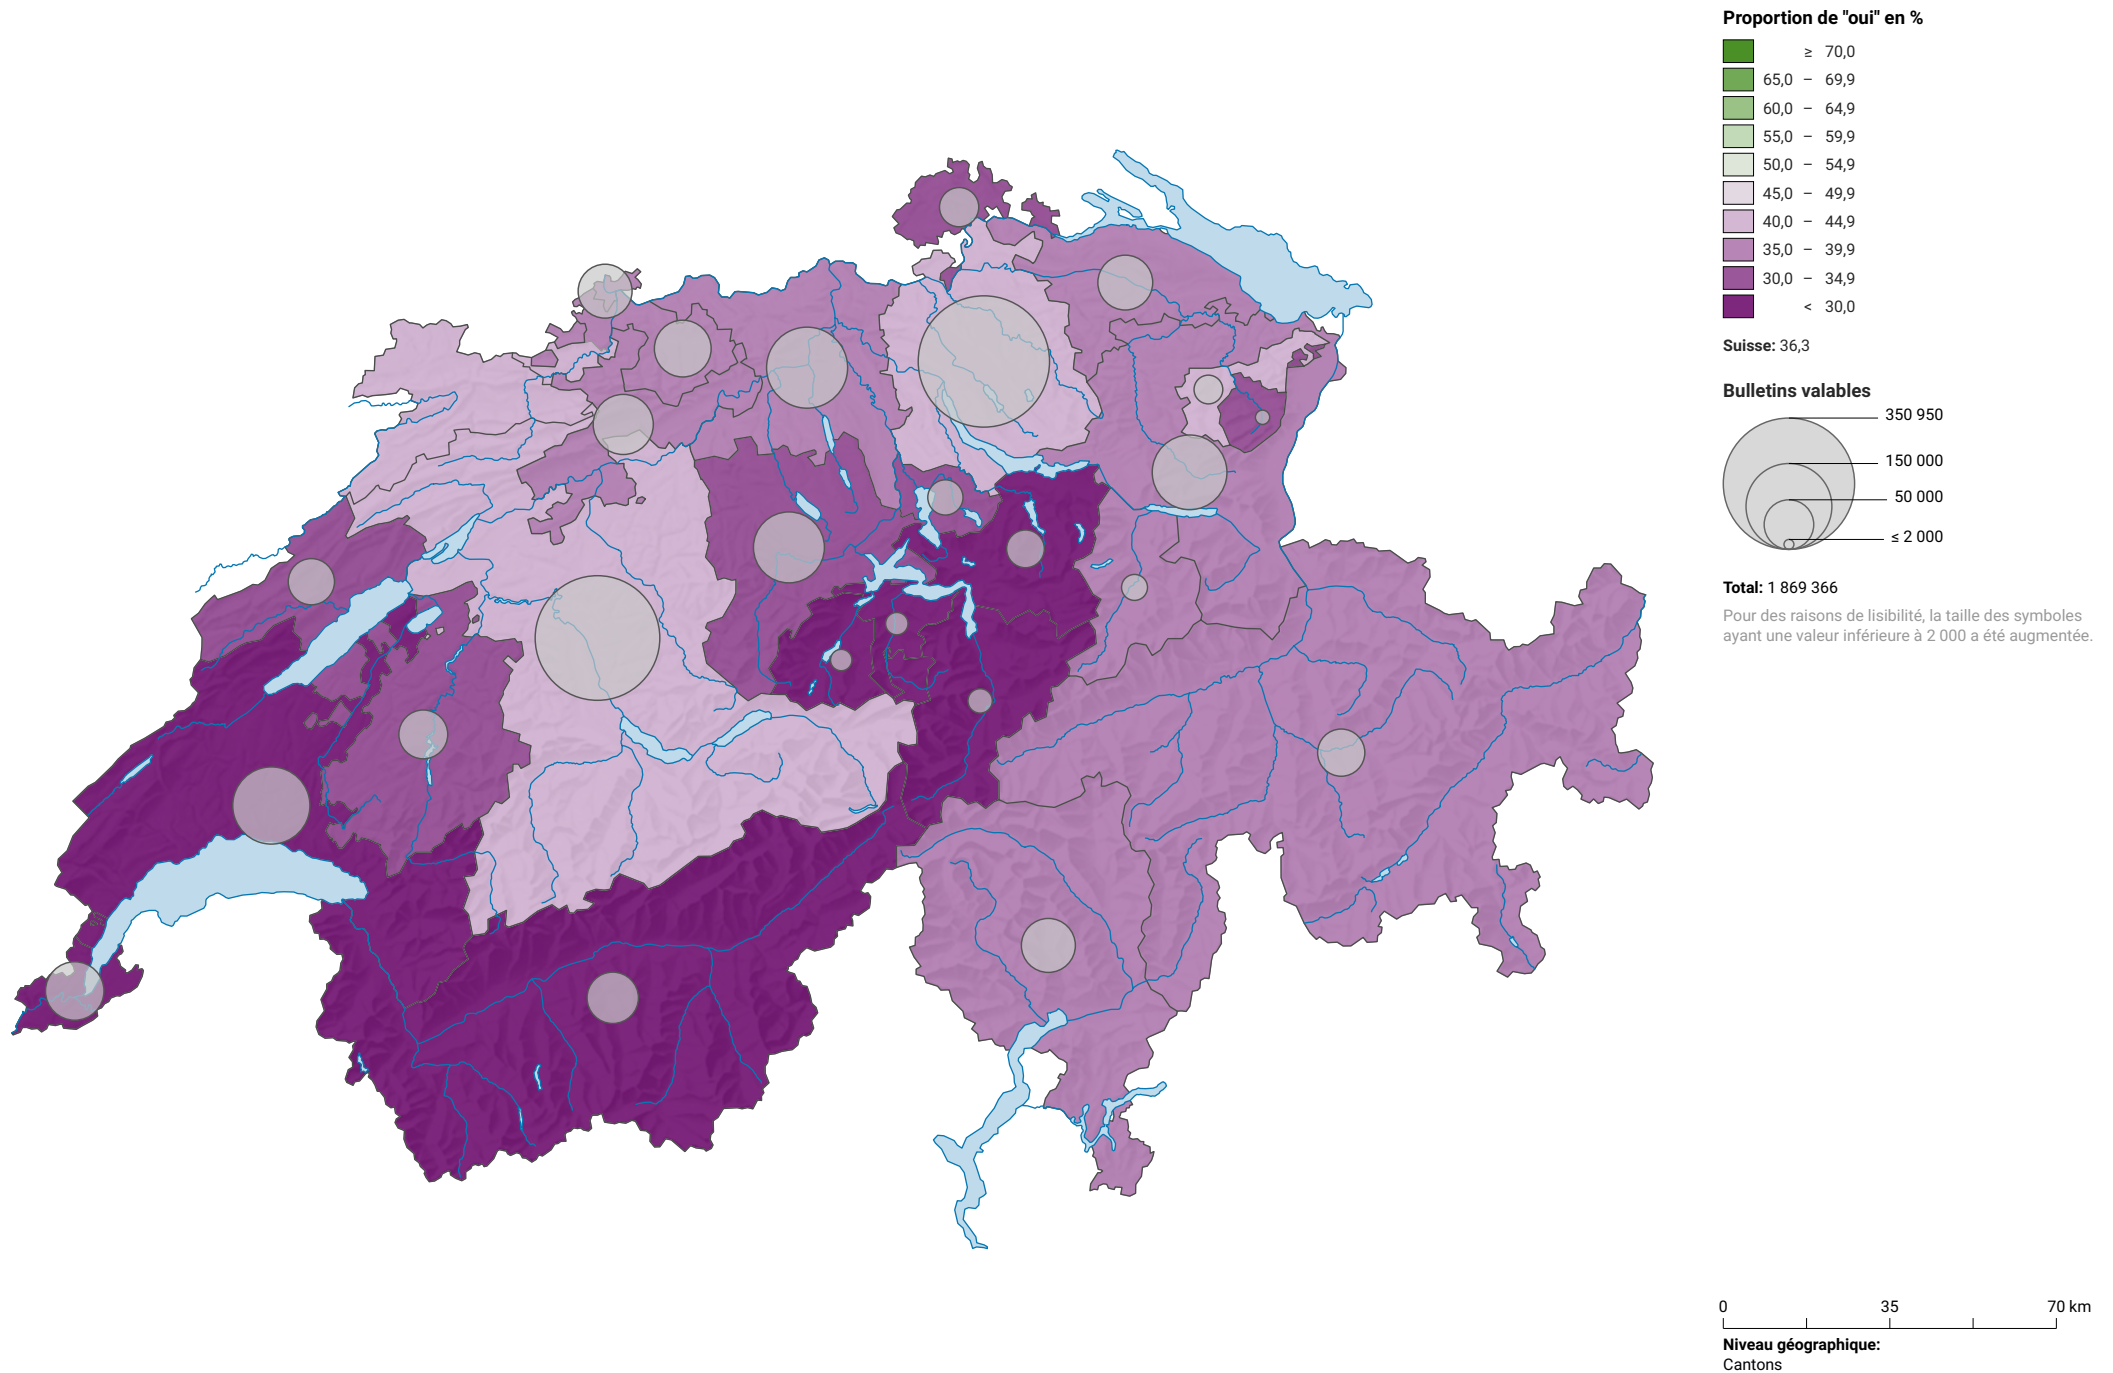 Proportion de "oui" en %
≥ 70,0
65,0 – 69,9
60,0 – 64,9
55,0 – 59,9
50,0 – 54,9
45,0 – 49,9
40,0 – 44,9
35,0 – 39,9
30,0 – 34,9
< 30,0
Suisse: 36,3
Bulletins valables
350 950
150 000
50 000
≤ 2 000
Total: 1 869 366
Pour des raisons de lisibilité, la taille des symboles
ayant une valeur inférieure à 2 000 a été augmentée.
0 35 70 km
Niveau géographique:
Cantons